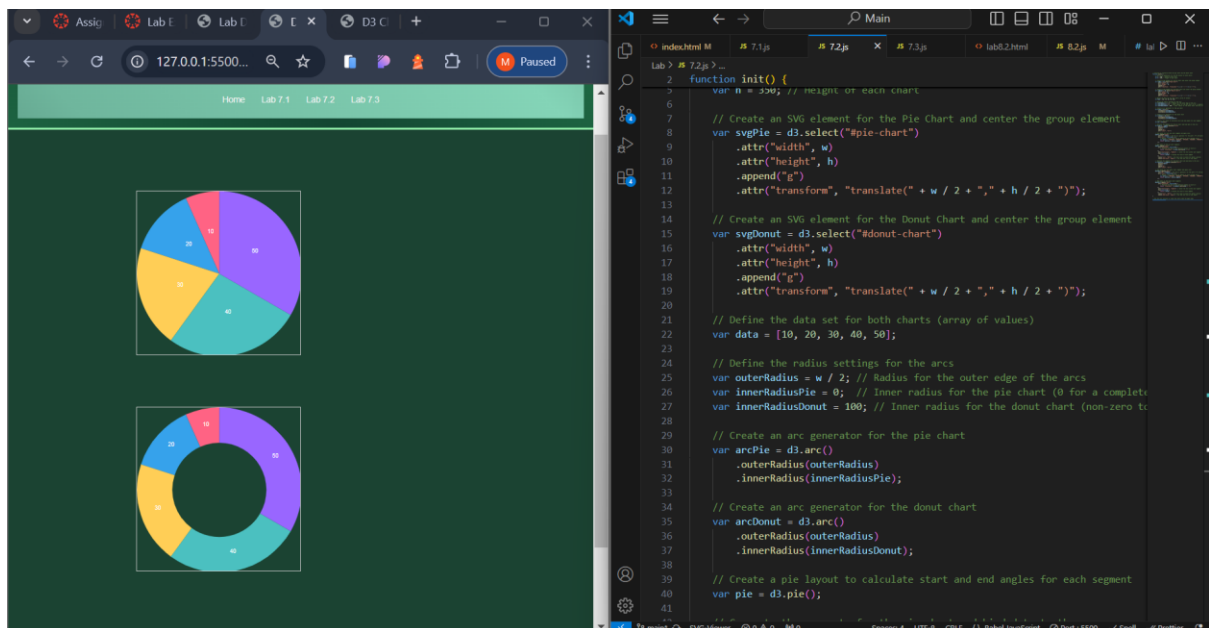 Assig
Lab E
Lab D
D3 C
127.0.0.1:5500...
M Paused
Home Lab 7.1 Lab 7.2 Lab 7.3
10
20
50
30
40
10
20
50
30
40
Main
index.html M
JS 7.1.js
JS 7.2.js
JS 7.3.js
lab8.2.html
JS 8.2.js M
# lal
Lab > JS 7.2.js > ...
2 function init() {
5 var h = 350; // Height of each chart
6
7 // Create an SVG element for the Pie Chart and center the group element
8 var svgPie = d3.select("#pie-chart")
9 .attr("width", w)
10 .attr("height", h)
11 .append("g")
12 .attr("transform", "translate(" + w / 2 + "," + h / 2 + ")");
13
14 // Create an SVG element for the Donut Chart and center the group element
15 var svgDonut = d3.select("#donut-chart")
16 .attr("width", w)
17 .attr("height", h)
18 .append("g")
19 .attr("transform", "translate(" + w / 2 + "," + h / 2 + ")");
20
21 // Define the data set for both charts (array of values)
22 var data = [10, 20, 30, 40, 50];
23
24 // Define the radius settings for the arcs
25 var outerRadius = w / 2; // Radius for the outer edge of the arcs
26 var innerRadiusPie = 0; // Inner radius for the pie chart (0 for a complete
27 var innerRadiusDonut = 100; // Inner radius for the donut chart (non-zero to
28
29 // Create an arc generator for the pie chart
30 var arcPie = d3.arc()
31 .outerRadius(outerRadius)
32 .innerRadius(innerRadiusPie);
33
34 // Create an arc generator for the donut chart
35 var arcDonut = d3.arc()
36 .outerRadius(outerRadius)
37 .innerRadius(innerRadiusDonut);
38
39 // Create a pie layout to calculate start and end angles for each segment
40 var pie = d3.pie();
41